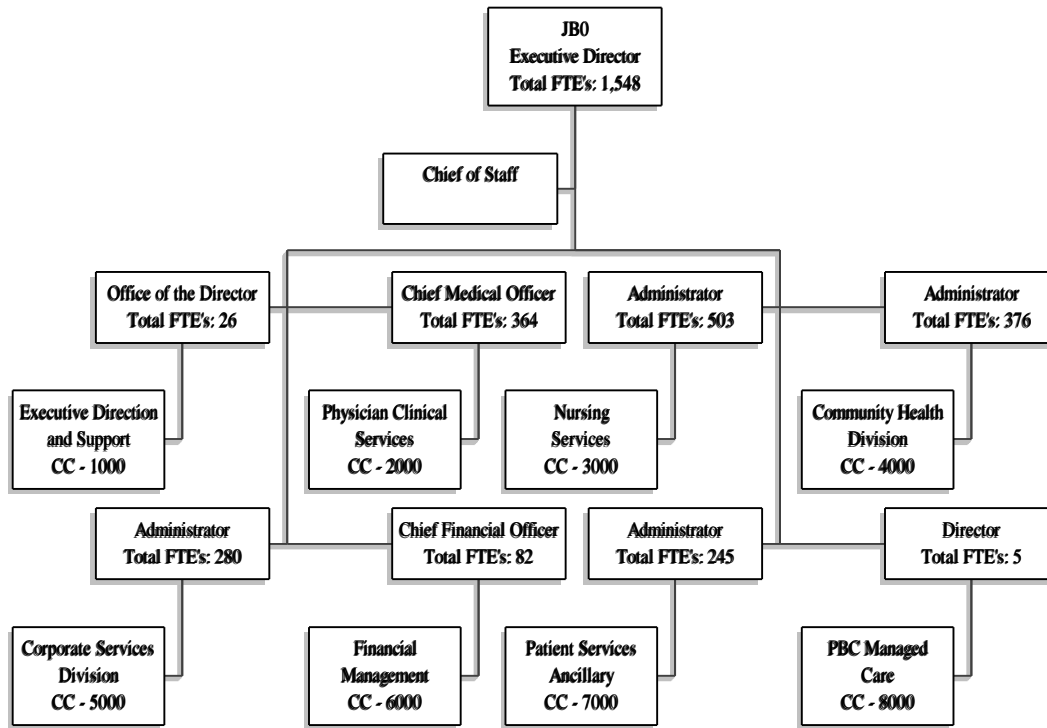 JB0
Executive Director
Total FTE's: 1,548
Chief of Staff
Office of the Director
Total FTE's: 26
Chief Medical Officer
Total FTE's: 364
Administrator
Total FTE's: 503
Administrator
Total FTE's: 376
Executive Direction
and Support
CC - 1000
Physician Clinical
Services
CC - 2000
Nursing
Services
CC - 3000
Community Health
Division
CC - 4000
Administrator
Total FTE's: 280
Chief Financial Officer
Total FTE's: 82
Administrator
Total FTE's: 245
Director
Total FTE's: 5
Corporate Services
Division
CC - 5000
Financial
Management
CC - 6000
Patient Services
Ancillary
CC - 7000
PBC Managed
Care
CC - 8000